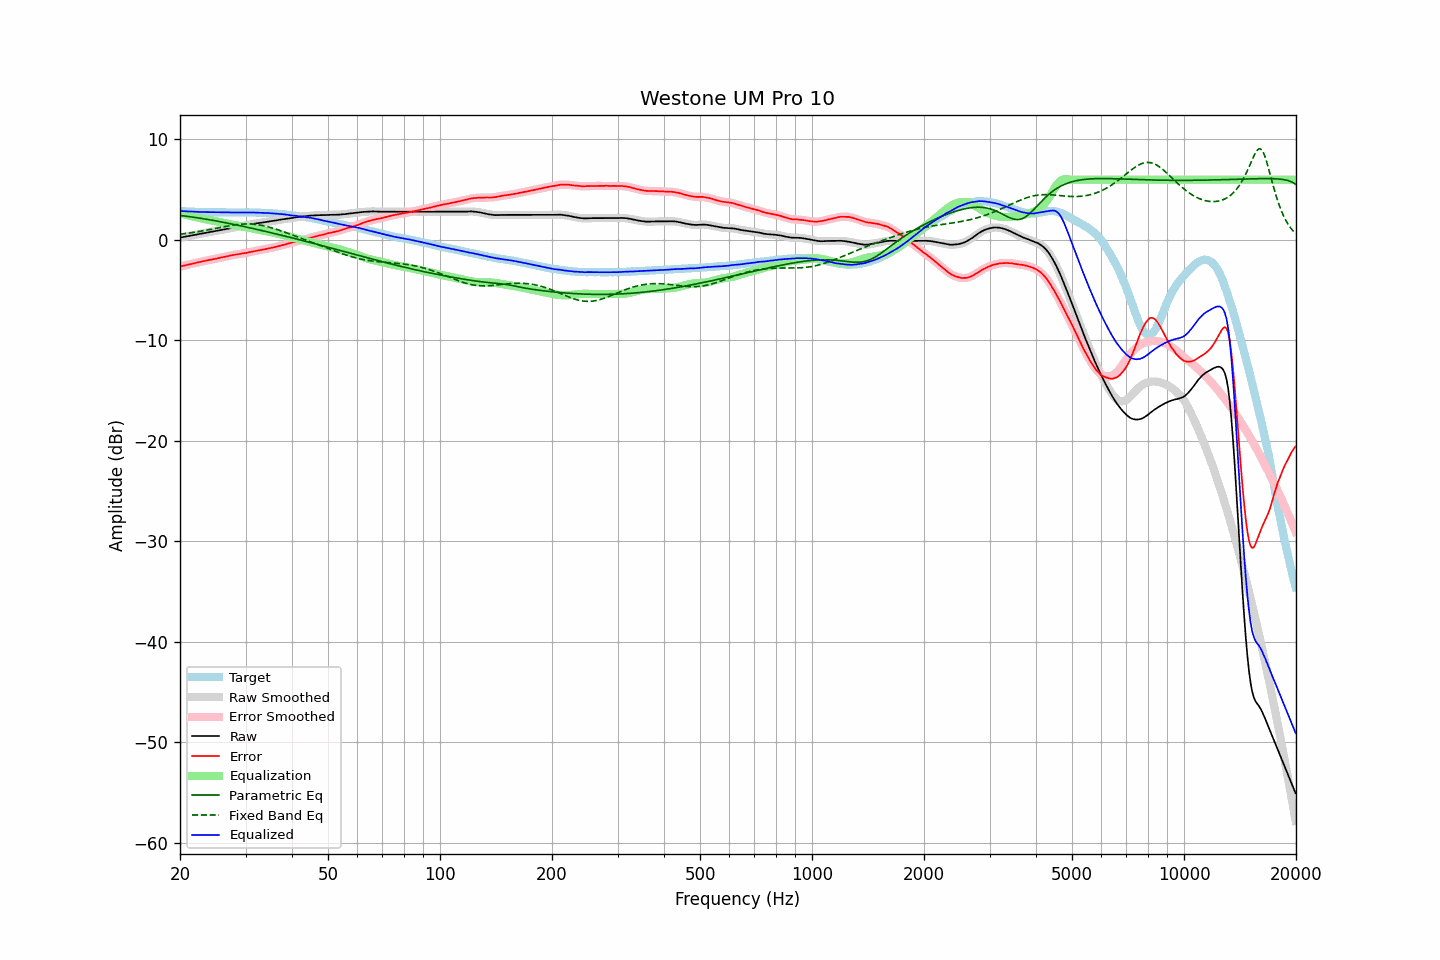 Westone UM Pro 10
Amplitude (dBr)
10
0
−10
−20
−30
−40
−50
−60
Target
Raw Smoothed
Error Smoothed
Raw
Error
Equalization
Parametric Eq
Fixed Band Eq
Equalized
20 50 100 200 500 1000 2000 5000 10000 20000
Frequency (Hz)